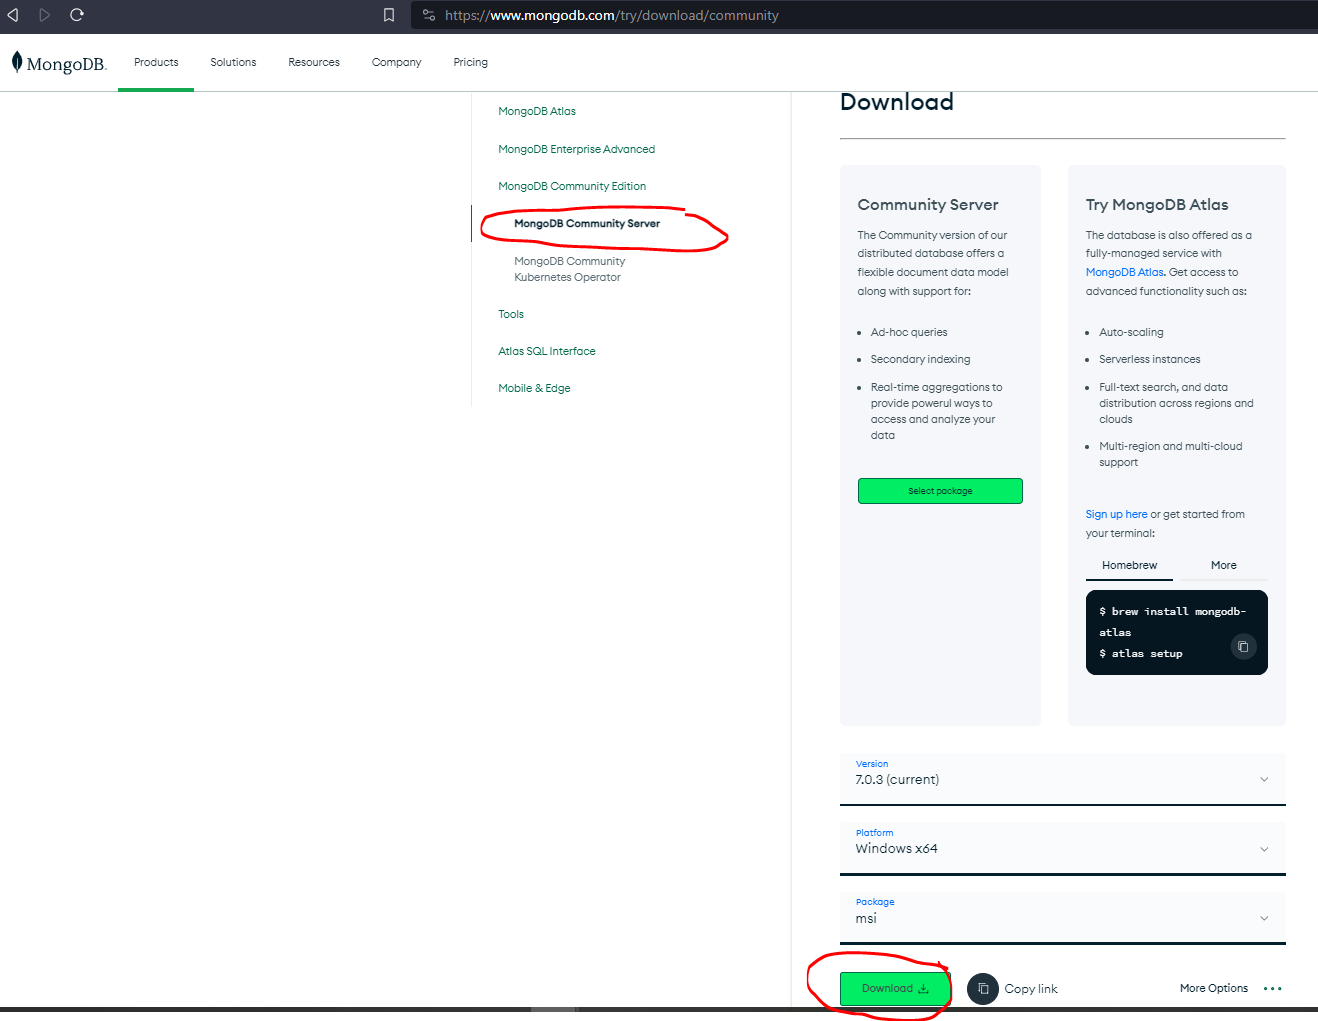 https://www.mongodb.com/try/download/community
MongoDB.
Products
Solutions
Resources
Company
Pricing
MongoDB Atlas
MongoDB Enterprise Advanced
MongoDB Community Edition
MongoDB Community Server
MongoDB Community
Kubernetes Operator
Tools
Atlas SQL Interface
Mobile & Edge
Download
Community Server
The Community version of our
distributed database offers a
flexible document data model
along with support for:
Ad-hoc queries
Secondary indexing
Real-time aggregations to
provide powerul ways to
access and analyze your
data
Select package
Try MongoDB Atlas
The database is also offered as a
fully-managed service with
MongoDB Atlas. Get access to
advanced functionality such as:
Auto-scaling
Serverless instances
Full-text search, and data
distribution across regions and
clouds
Multi-region and multi-cloud
support
Sign up here or get started from
your terminal:
Homebrew
More
$ brew install mongodb-
atlas
$ atlas setup
Version
7.0.3 (current)
Platform
Windows x64
Package
msi
Download
Copy link
More Options